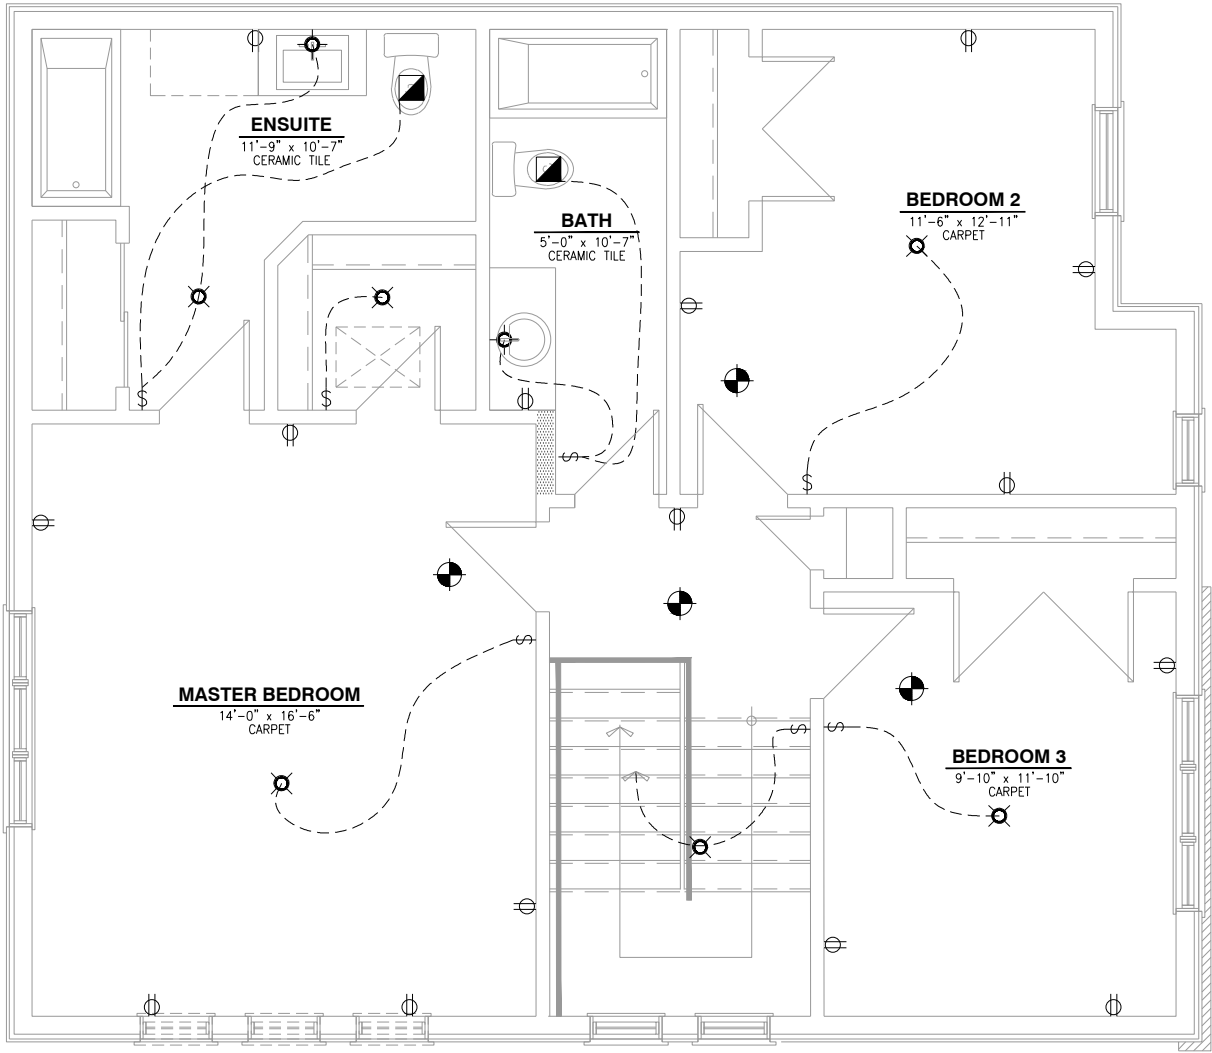 ENSUITE
11'-9" x 10'-7"
CERAMIC TILE
BATH
5'-0" x 10'-7"
CERAMIC TILE
BEDROOM 2
11'-6" x 12'-11"
CARPET
S
S
S
S
S
MASTER BEDROOM
14'-0" x 16'-6"
CARPET
S
S
BEDROOM 3
9'-10" x 11'-10"
CARPET